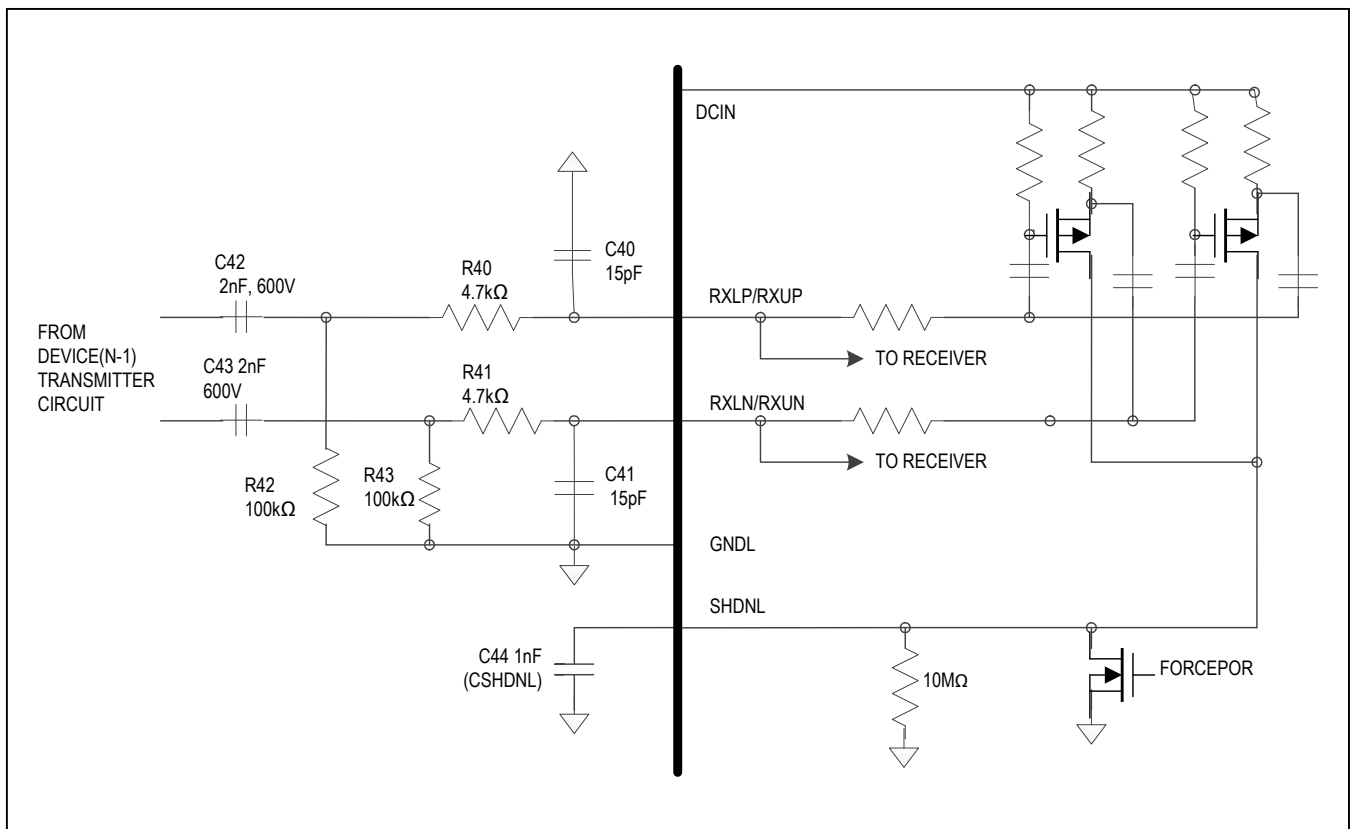 DCIN
C40
15pF
C42
2nF, 600V
R40
4.7kΩ
RXLP/RXUP
FROM
DEVICE(N-1)
TRANSMITTER
CIRCUIT
TO RECEIVER
C43 2nF
600V
R41
4.7kΩ
RXLN/RXUN
TO RECEIVER
R42
100kΩ
R43
100kΩ
C41
15pF
GNDL
SHDNL
C44 1nF
(CSHDNL)
10MΩ
FORCEPOR